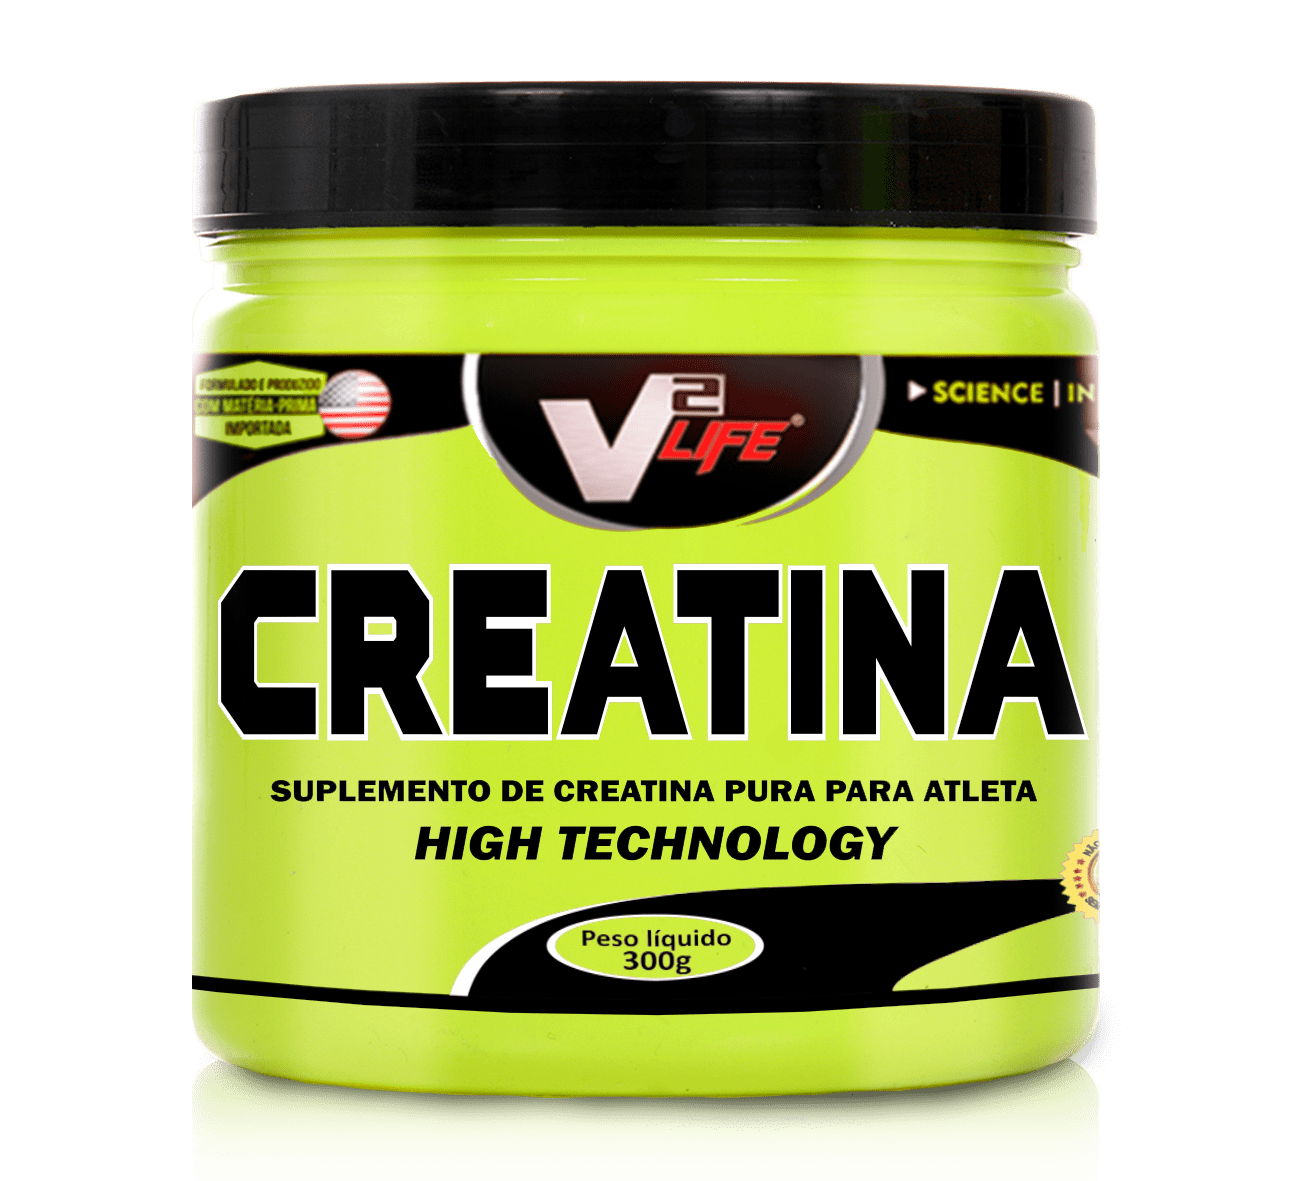 FORMULADO E PRODUZIDO
COM MATÉRIA-PRIMA
IMPORTADA
V2
LIFE®
SCIENCE | IN
CREATINA
SUPLEMENTO DE CREATINA PURA PARA ATLETA
HIGH TECHNOLOGY
NÃO
Peso líquido
300g